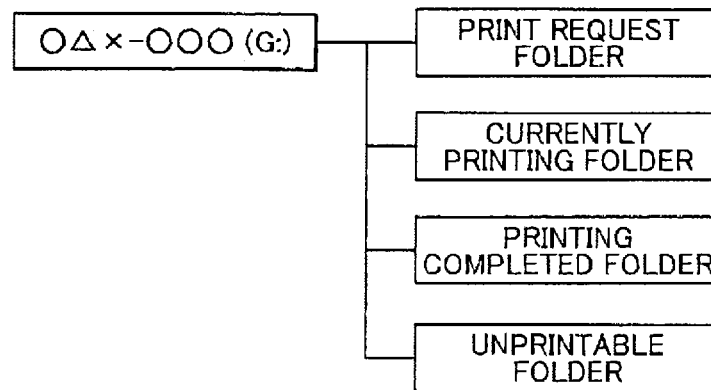 ○△×-○○○ (G:)
PRINT REQUEST
FOLDER
CURRENTLY
PRINTING FOLDER
PRINTING
COMPLETED FOLDER
UNPRINTABLE
FOLDER